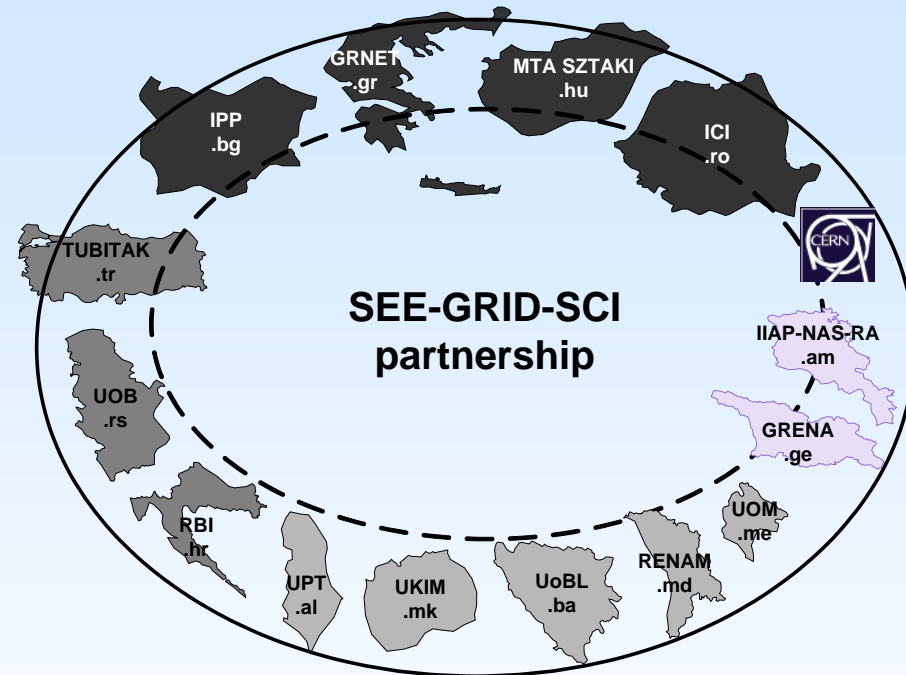 GRNET
.gr
MTA SZTAKI
.hu
IPP
.bg
ICI
.ro
TUBITAK
.tr
CERN
SEE-GRID-SCI
partnership
IIAP-NAS-RA
.am
UOB
.rs
GRENA
.ge
RBI
.hr
UOM
.me
UPT
.al
UKIM
.mk
UoBL
.ba
RENAM
.md